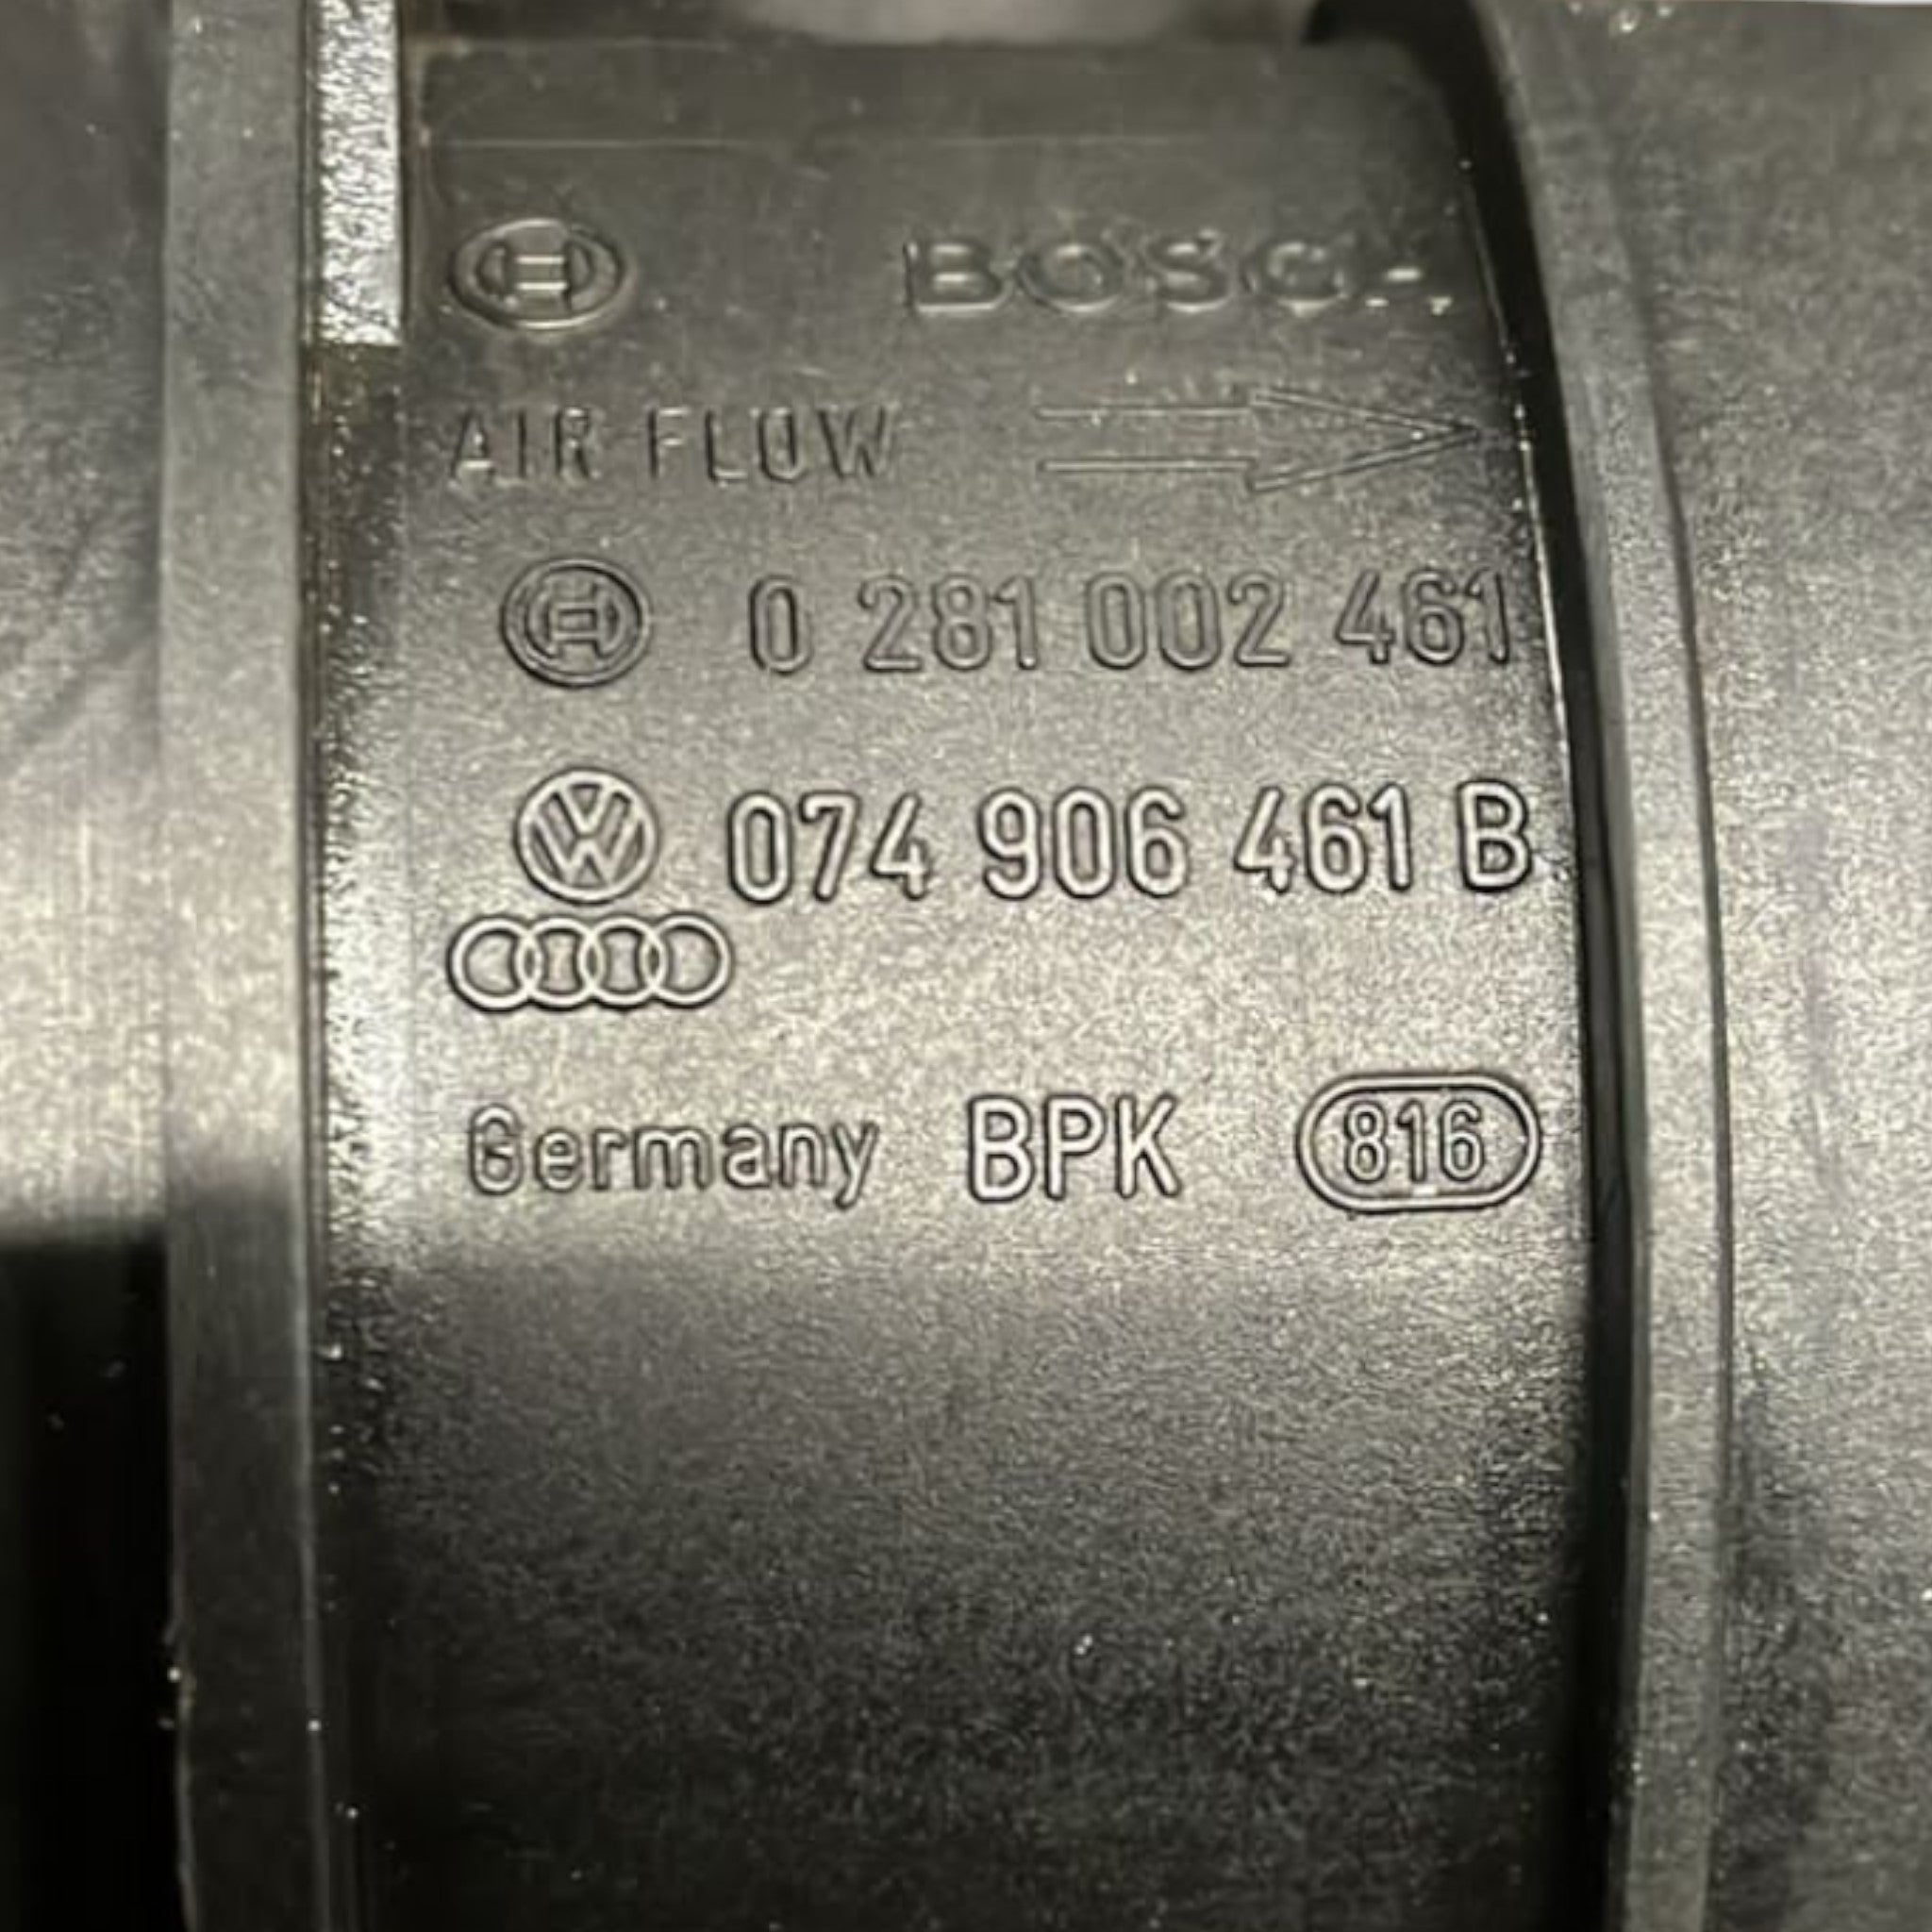 BOSCH
AIR FLOW
0 281 002 461
074 906 461 B
Germany BPK 816